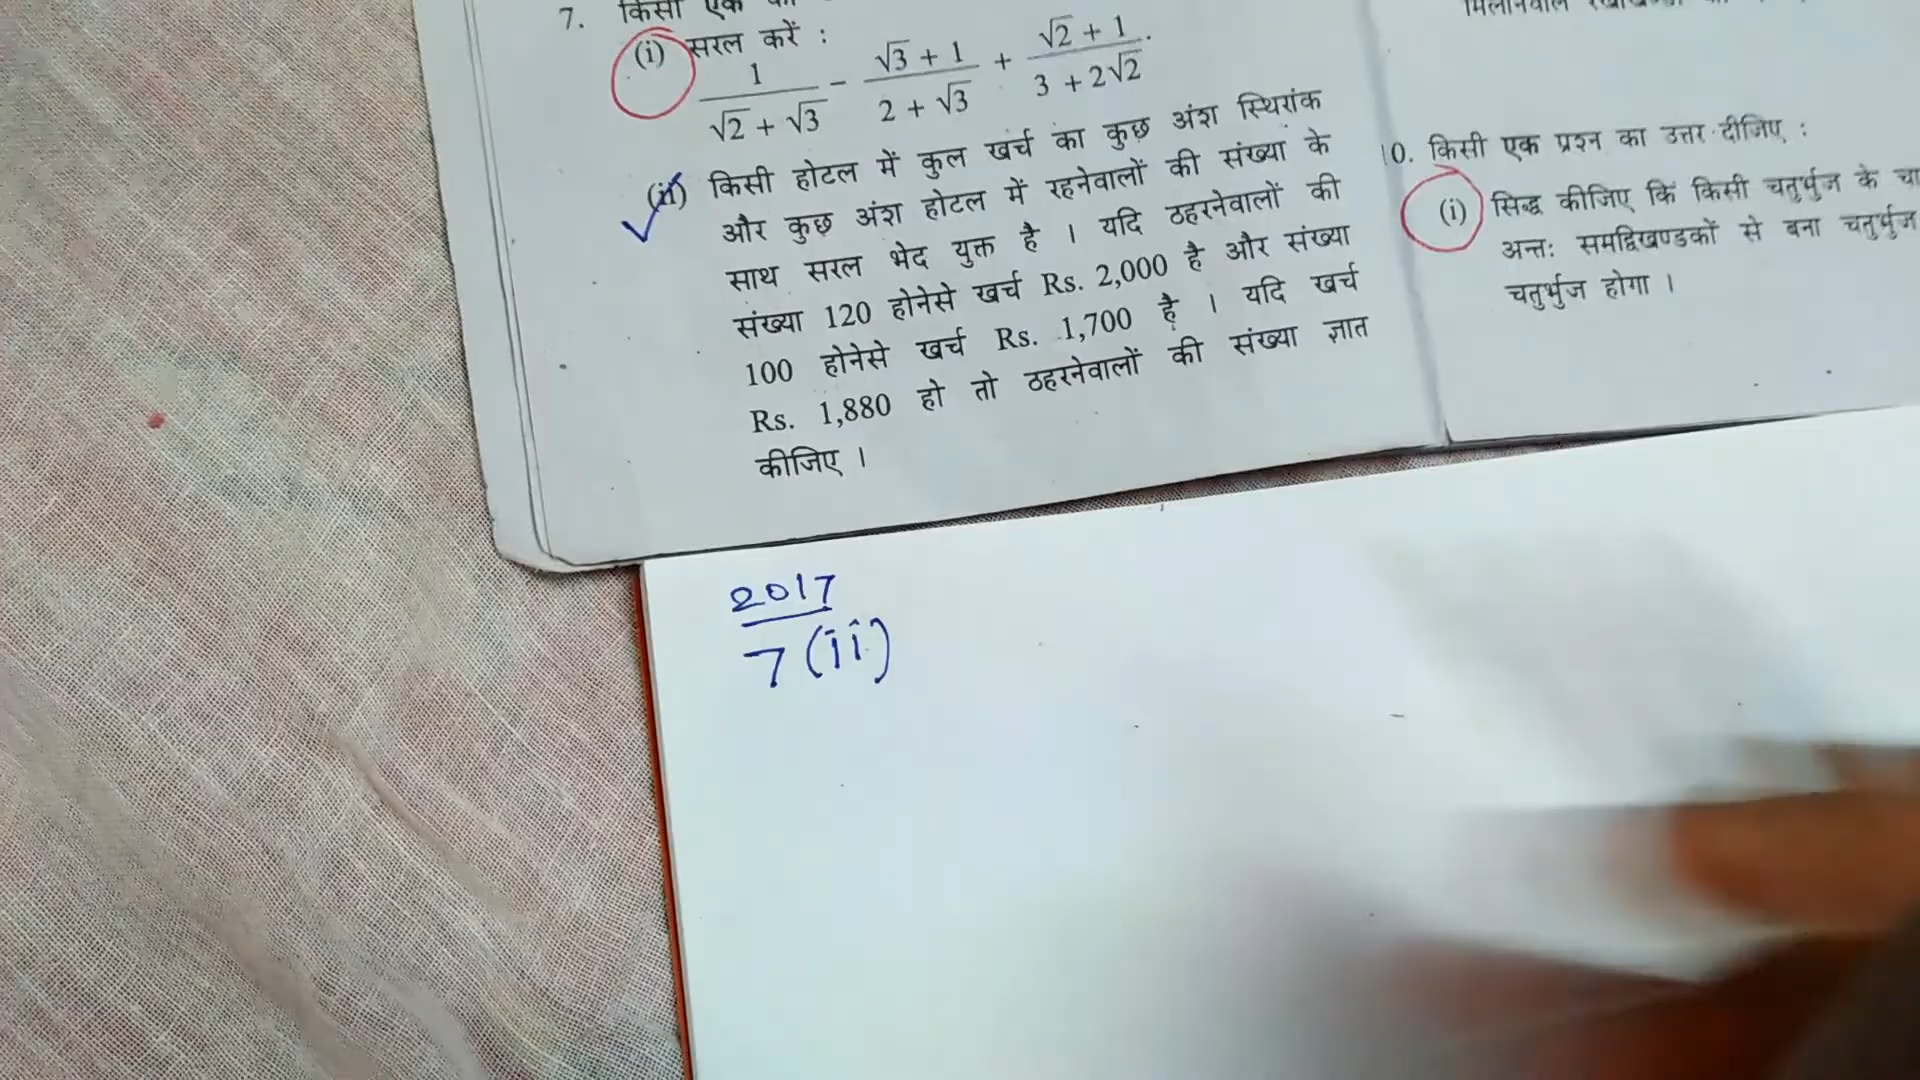 7. किसी एक
(i) सरल करें :
1/(√2 + √3) - (√3 + 1)/(2 + √3) + (√2 + 1)/(3 + 2√2).
(ii) किसी होटल में कुल खर्च का कुछ अंश स्थिरांक
और कुछ अंश होटल में रहनेवालों की संख्या के
साथ सरल भेद युक्त है । यदि ठहरनेवालों की
संख्या 120 होनेसे खर्च Rs. 2,000 है और संख्या
100 होनेसे खर्च Rs. 1,700 है । यदि खर्च
Rs. 1,880 हो तो ठहरनेवालों की संख्या ज्ञात
कीजिए ।
10. किसी एक प्रश्न का उत्तर दीजिए :
(i) सिद्ध कीजिए कि किसी चतुर्भुज के
अन्तः समद्विखण्डकों से बना चतुर्भुज
चतुर्भुज होगा ।
2017
7 (ii)